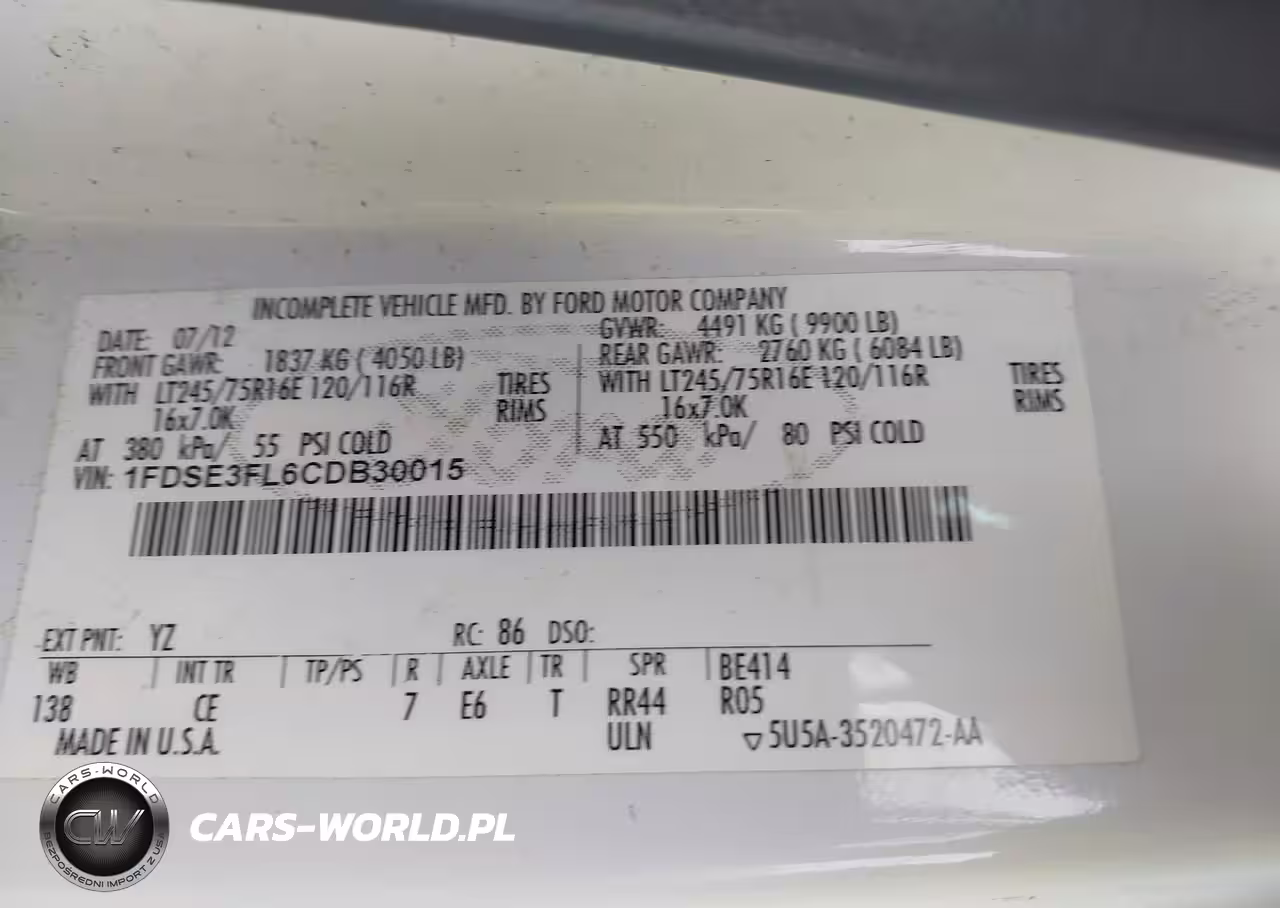 INCOMPLETE VEHICLE MFD. BY FORD MOTOR COMPANY
DATE: 07/12 GVWR: 4491 KG ( 9900 LB)
FRONT GAWR: 1837 KG ( 4050 LB) REAR GAWR: 2760 KG ( 6084 LB)
WITH LT245/75R16E 120/116R TIRES WITH LT245/75R16E 120/116R TIRES
16x7.0K RIMS 16x7.0K RIMS
AT 380 kPa/ 55 PSI COLD AT 550 kPa/ 80 PSI COLD
VIN: 1FDSE3FL6CDB30015
EXT PNT: YZ RC: 86 DSO:
WB INT TR TP/PS R AXLE TR SPR BE414
138 CE 7 E6 T RR44 R05
MADE IN U.S.A. ULN ▽5U5A-3520472-AA
CARS-WORLD
CW
BEZPOŚREDNI IMPORT Z USA
CARS-WORLD.PL